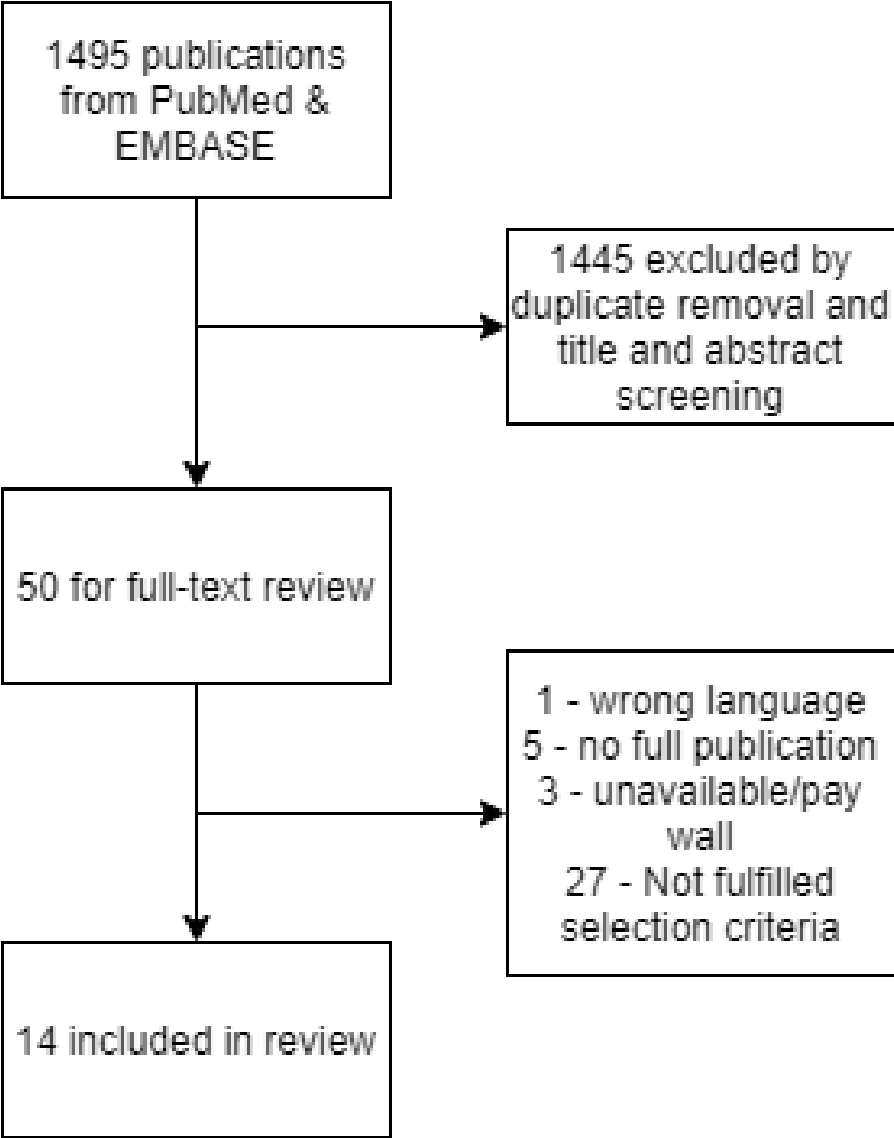 1495 publications
from PubMed &
EMBASE
1445 excluded by
duplicate removal and
title and abstract
screening
50 for full-text review
1 - wrong language
5 - no full publication
3 - unavailable/pay
wall
27 - Not fulfilled
selection criteria
14 included in review